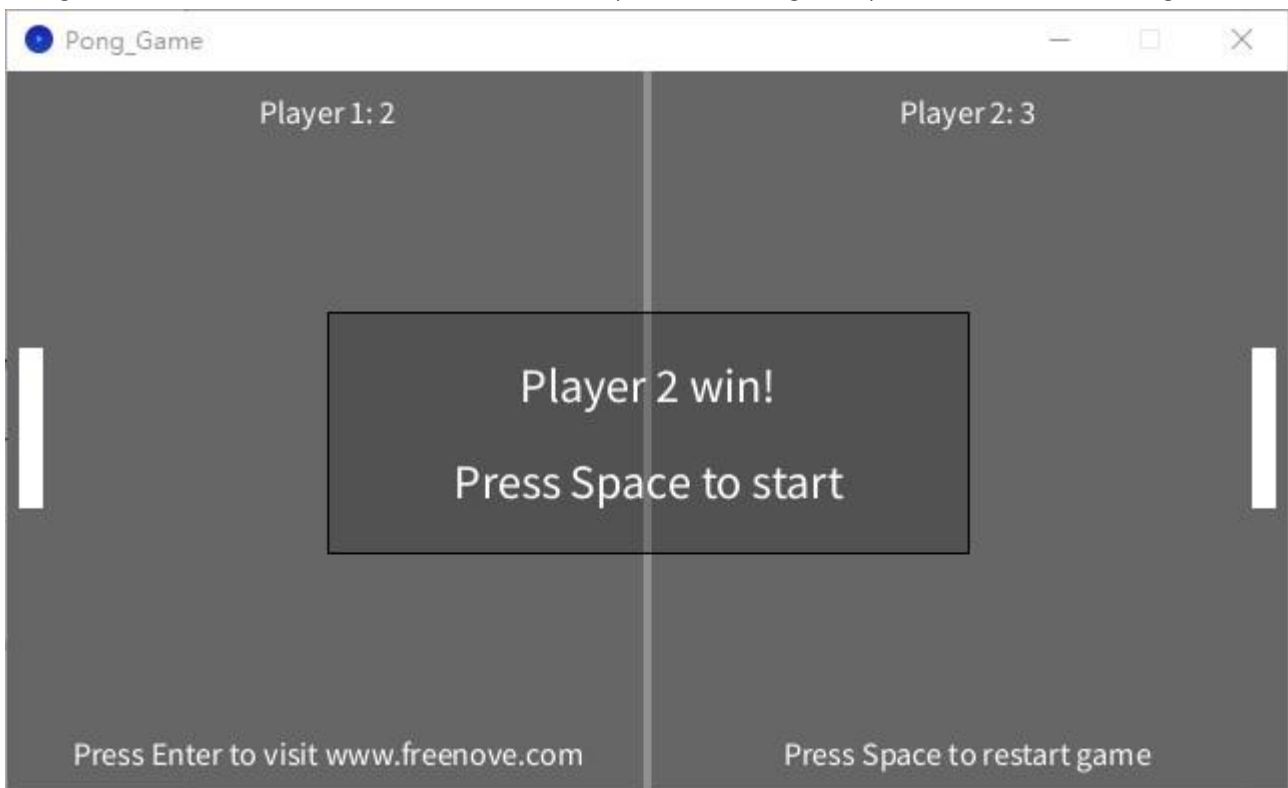 Pong_Game
Player 1: 2
Player 2: 3
Player 2 win!
Press Space to start
Press Enter to visit www.freenove.com
Press Space to restart game